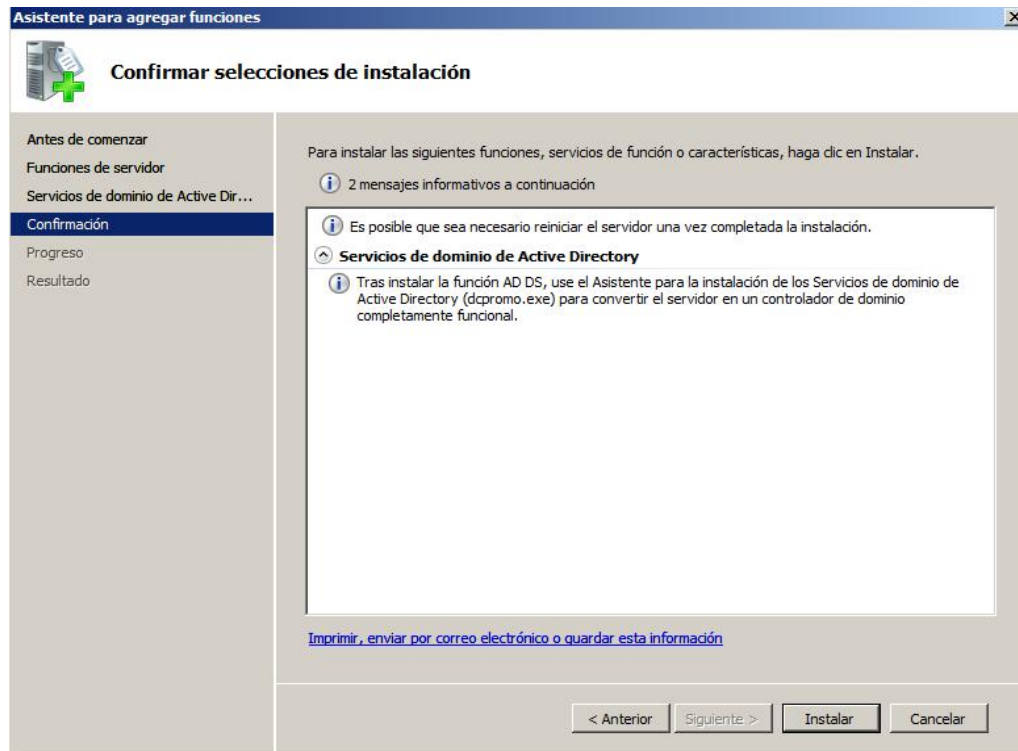 Asistente para agregar funciones
Confirmar selecciones de instalación
Antes de comenzar
Funciones de servidor
Servicios de dominio de Active Dir...
Confirmación
Progreso
Resultado
Para instalar las siguientes funciones, servicios de función o características, haga clic en Instalar.
2 mensajes informativos a continuación
Es posible que sea necesario reiniciar el servidor una vez completada la instalación.
Servicios de dominio de Active Directory
Tras instalar la función AD DS, use el Asistente para la instalación de los Servicios de dominio de
Active Directory (dcpromo.exe) para convertir el servidor en un controlador de dominio
completamente funcional.
Imprimir, enviar por correo electrónico o guardar esta información
< Anterior
Siguiente >
Instalar
Cancelar